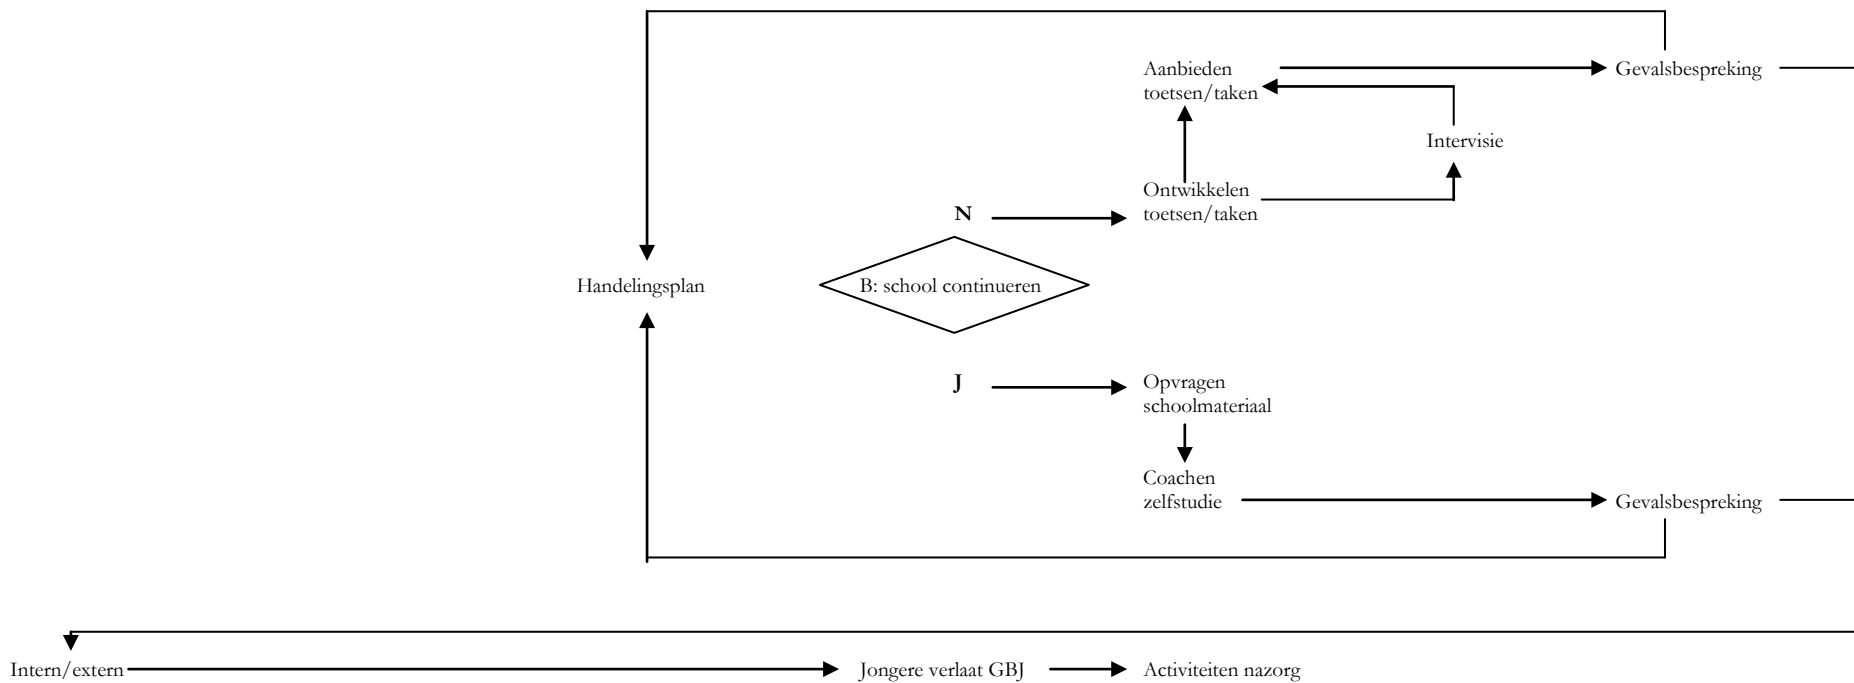 Aanbieden
toetsen/taken
Gevalsbespreking
Intervisie
Ontwikkelen
toetsen/taken
N
Handelingsplan
B: school continueren
J
Opvragen
schoolmateriaal
Coachen
zelfstudie
Gevalsbespreking
Intern/extern
Jongere verlaat GBJ
Activiteiten nazorg